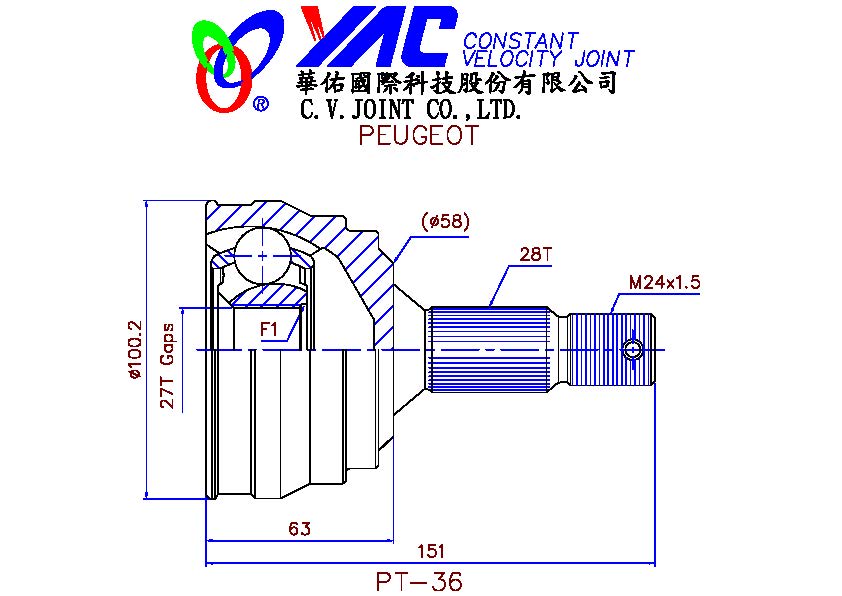 YAC CONSTANT
VELOCITY JOINT
®
華佑國際科技股份有限公司
C.V.JOINT CO.,LTD.
PEUGEOT
(ø58)
28T
M24x1.5
F1
ø100.2
27T Gaps
63
151
PT-36